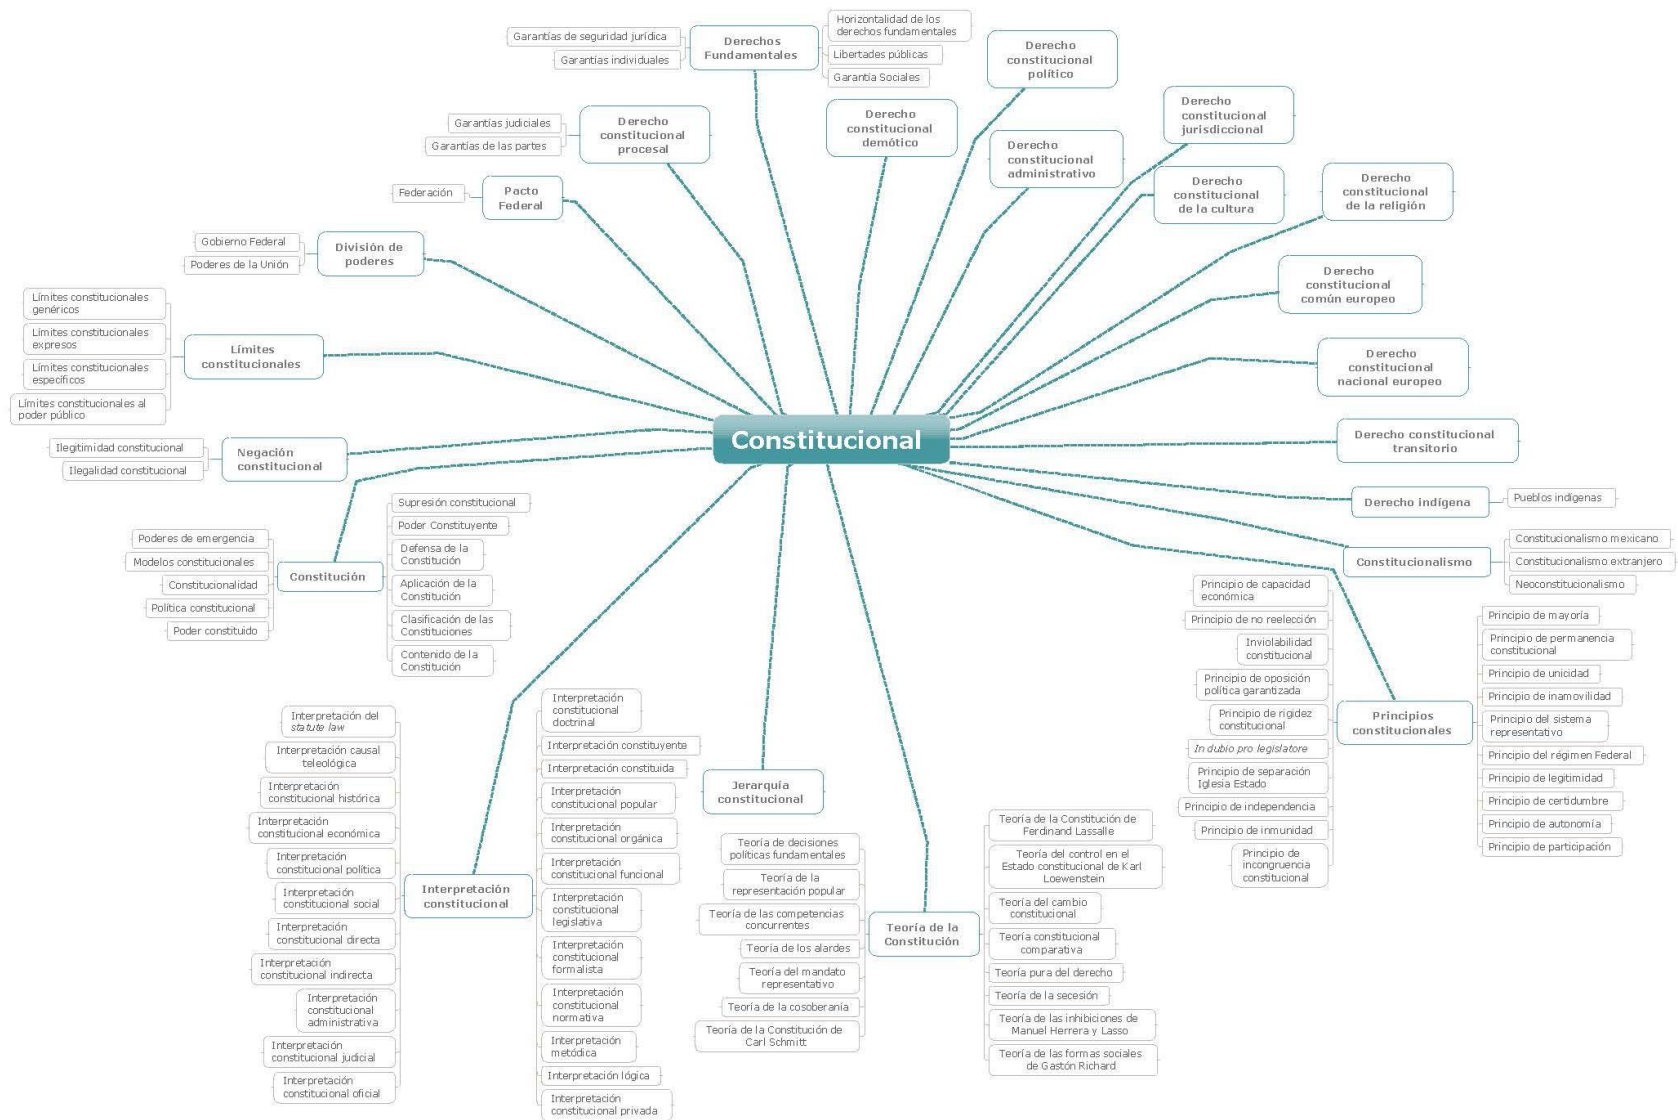 Constitucional
Derechos
Fundamentales
Garantías de seguridad jurídica
Garantías individuales
Horizontalidad de los
derechos fundamentales
Libertades públicas
Garantía Sociales
Derecho
constitucional
político
Derecho
constitucional
procesal
Garantías judiciales
Garantías de las partes
Derecho
constitucional
demótico
Derecho
constitucional
administrativo
Derecho
constitucional
jurisdiccional
Derecho
constitucional
de la cultura
Derecho
constitucional
de la religión
Pacto
Federal
Federación
División de
poderes
Gobierno Federal
Poderes de la Unión
Derecho
constitucional
común europeo
Límites
constitucionales
Límites constitucionales
genéricos
Límites constitucionales
expresos
Límites constitucionales
específicos
Límites constitucionales al
poder público
Derecho
constitucional
nacional europeo
Negación
constitucional
Ilegitimidad constitucional
Ilegalidad constitucional
Derecho constitucional
transitorio
Derecho indígena
Pueblos indígenas
Constitucionalismo
Constitucionalismo mexicano
Constitucionalismo extranjero
Neoconstitucionalismo
Constitución
Poderes de emergencia
Modelos constitucionales
Constitucionalidad
Política constitucional
Poder constituido
Supresión constitucional
Poder Constituyente
Defensa de la
Constitución
Aplicación de la
Constitución
Clasificación de las
Constituciones
Contenido de la
Constitución
Principios
constitucionales
Principio de capacidad
económica
Principio de no reelección
Inviolabilidad
constitucional
Principio de oposición
política garantizada
Principio de rigidez
constitucional
In dubio pro legislatore
Principio de separación
Iglesia Estado
Principio de independencia
Principio de inmunidad
Principio de
incongruencia
constitucional
Principio de mayoría
Principio de permanencia
constitucional
Principio de unicidad
Principio de inamovilidad
Principio del sistema
representativo
Principio del régimen Federal
Principio de legitimidad
Principio de certidumbre
Principio de autonomía
Principio de participación
Interpretación
constitucional
Interpretación del
statute law
Interpretación causal
teleológica
Interpretación
constitucional histórica
Interpretación
constitucional económica
Interpretación
constitucional política
Interpretación
constitucional social
Interpretación
constitucional directa
Interpretación
constitucional indirecta
Interpretación
constitucional
administrativa
Interpretación
constitucional judicial
Interpretación
constitucional oficial
Interpretación
constitucional
doctrinal
Interpretación constituyente
Interpretación constituida
Interpretación
constitucional popular
Interpretación
constitucional orgánica
Interpretación
constitucional funcional
Interpretación
constitucional
legislativa
Interpretación
constitucional
formalista
Interpretación
constitucional
normativa
Interpretación
metódica
Interpretación lógica
Interpretación
constitucional privada
Jerarquía
constitucional
Teoría de la
Constitución
Teoría de decisiones
políticas fundamentales
Teoría de la
representación popular
Teoría de las competencias
concurrentes
Teoría de los alardes
Teoría del mandato
representativo
Teoría de la cosoberanía
Teoría de la Constitución de
Carl Schmitt
Teoría de la Constitución de
Ferdinand Lassalle
Teoría del control en el
Estado constitucional de Karl
Loewenstein
Teoría del cambio
constitucional
Teoría constitucional
comparativa
Teoría pura del derecho
Teoría de la secesión
Teoría de las inhibiciones de
Manuel Herrera y Lasso
Teoría de las formas sociales
de Gastón Richard